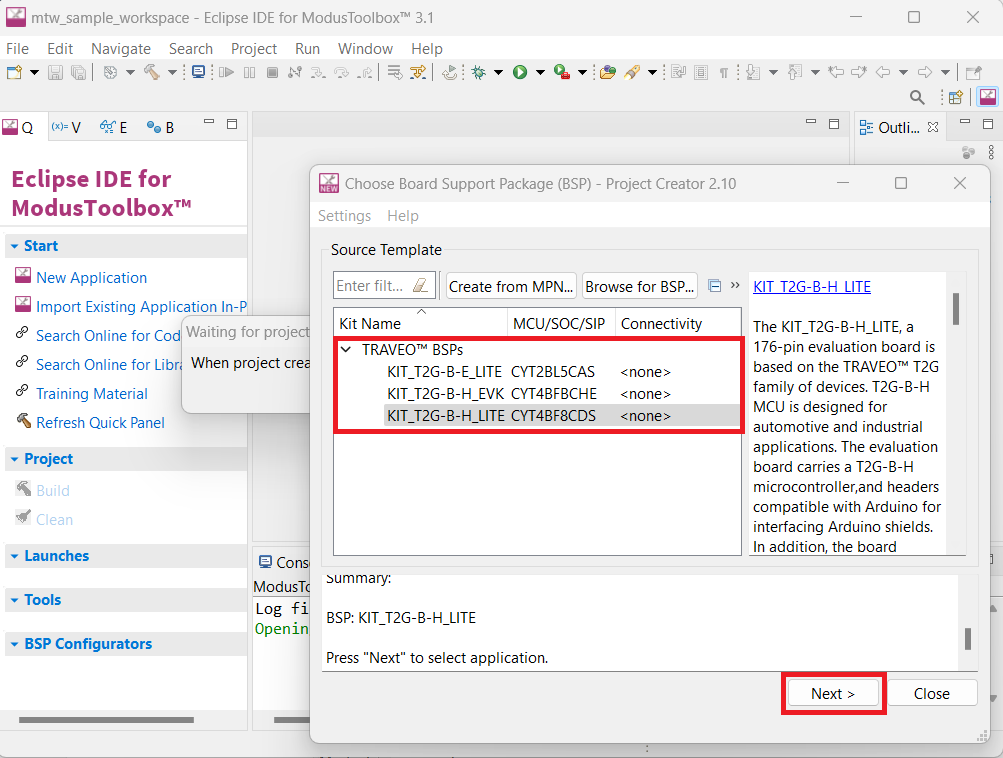 mtw_sample_workspace - Eclipse IDE for ModusToolbox™ 3.1
File Edit Navigate Search Project Run Window Help
Q (x)= V E B
Outli...
Eclipse IDE for
ModusToolbox™
Start
New Application
Import Existing Application In-P
Search Online for Cod
Search Online for Libra
Training Material
Refresh Quick Panel
Project
Build
Clean
Launches
Tools
BSP Configurators
Waiting for project
When project crea
Cons
ModusTo
Log fi
Openin
NEW
Choose Board Support Package (BSP) - Project Creator 2.10
Settings Help
Source Template
Enter filt... Create from MPN... Browse for BSP... »
Kit Name MCU/SOC/SIP Connectivity
TRAVEO™ BSPs
KIT_T2G-B-E_LITE CYT2BL5CAS <none>
KIT_T2G-B-H_EVK CYT4BFBCHE <none>
KIT_T2G-B-H_LITE CYT4BF8CDS <none>
KIT_T2G-B-H_LITE
The KIT_T2G-B-H_LITE, a
176-pin evaluation board is
based on the TRAVEO™ T2G
family of devices. T2G-B-H
MCU is designed for
automotive and industrial
applications. The evaluation
board carries a T2G-B-H
microcontroller,and headers
compatible with Arduino for
interfacing Arduino shields.
In addition, the board
Summary:
BSP: KIT_T2G-B-H_LITE
Press "Next" to select application.
Next > Close